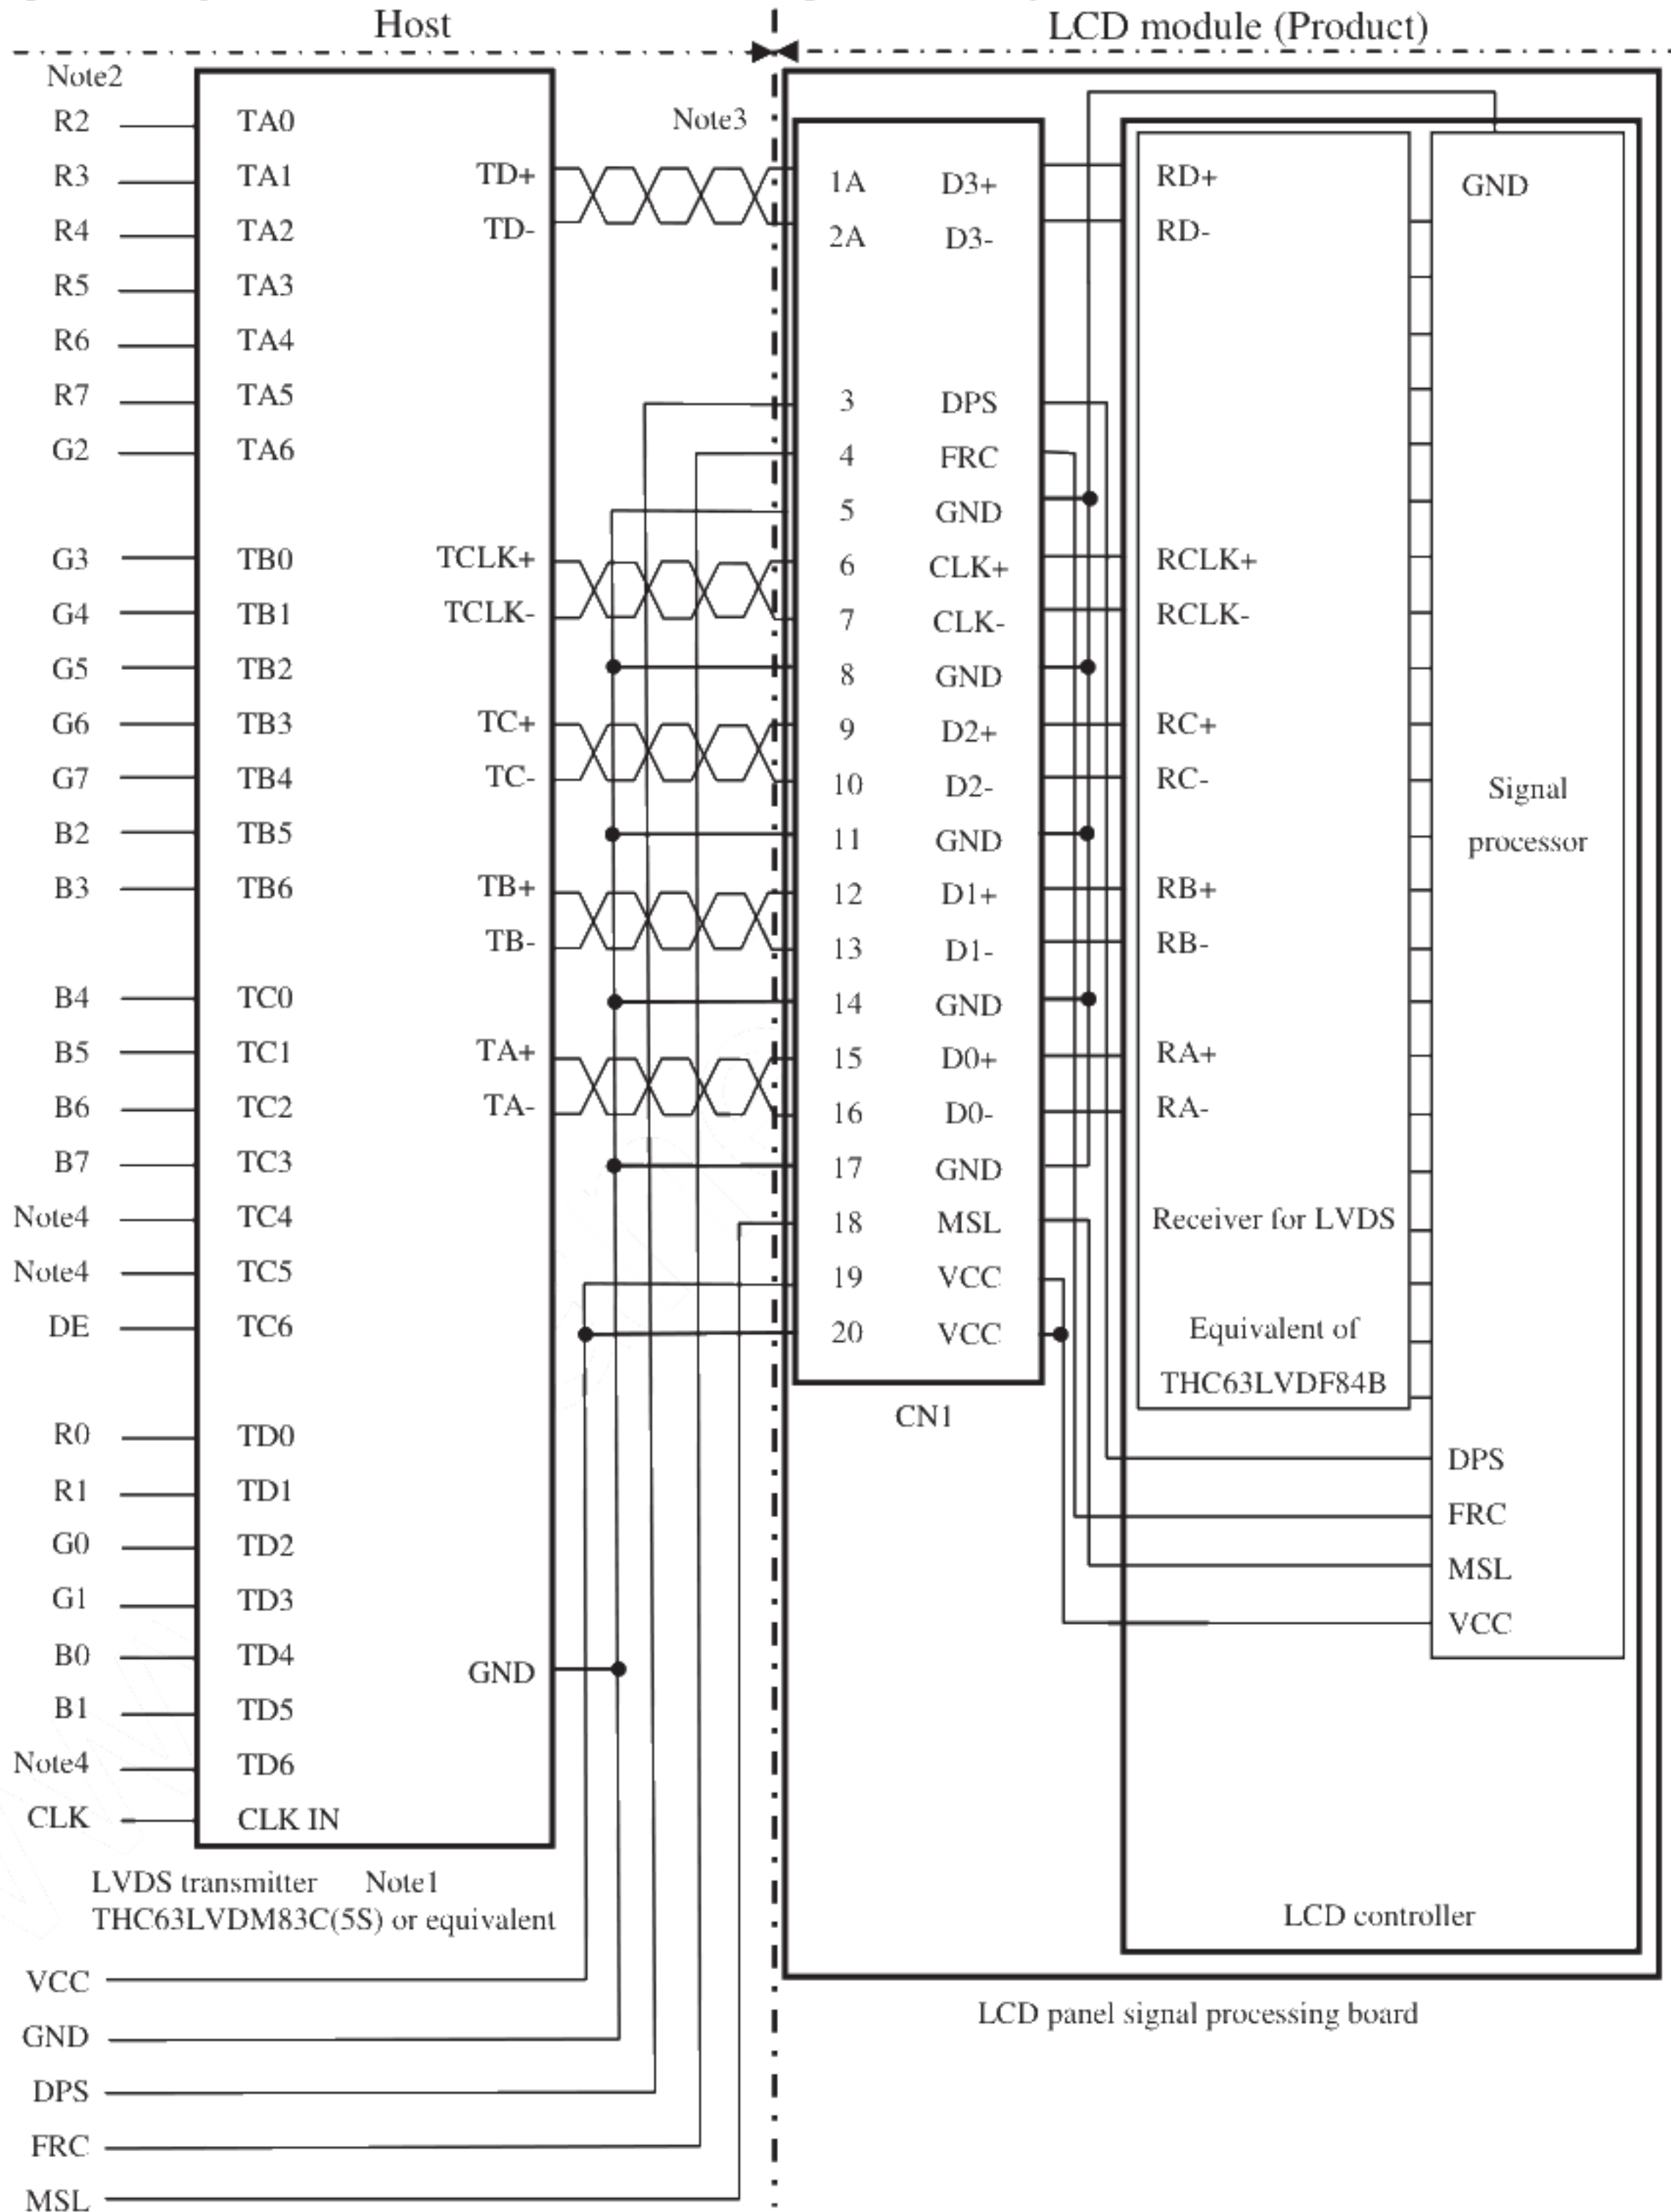 Host
LCD module (Product)
Note2
Note3
R2 TA0
R3 TA1
R4 TA2
R5 TA3
R6 TA4
R7 TA5
G2 TA6
G3 TB0
G4 TB1
G5 TB2
G6 TB3
G7 TB4
B2 TB5
B3 TB6
B4 TC0
B5 TC1
B6 TC2
B7 TC3
Note4 TC4
Note4 TC5
DE TC6
R0 TD0
R1 TD1
G0 TD2
G1 TD3
B0 TD4
B1 TD5
Note4 TD6
CLK CLK IN
TD+
TD-
TCLK+
TCLK-
TC+
TC-
TB+
TB-
TA+
TA-
GND
LVDS transmitter Note1
THC63LVDM83C(5S) or equivalent
VCC
GND
DPS
FRC
MSL
1A D3+
2A D3-
3 DPS
4 FRC
5 GND
6 CLK+
7 CLK-
8 GND
9 D2+
10 D2-
11 GND
12 D1+
13 D1-
14 GND
15 D0+
16 D0-
17 GND
18 MSL
19 VCC
20 VCC
CN1
RD+
RD-
RCLK+
RCLK-
RC+
RC-
RB+
RB-
RA+
RA-
Receiver for LVDS
Equivalent of
THC63LVDF84B
GND
Signal
processor
DPS
FRC
MSL
VCC
LCD controller
LCD panel signal processing board